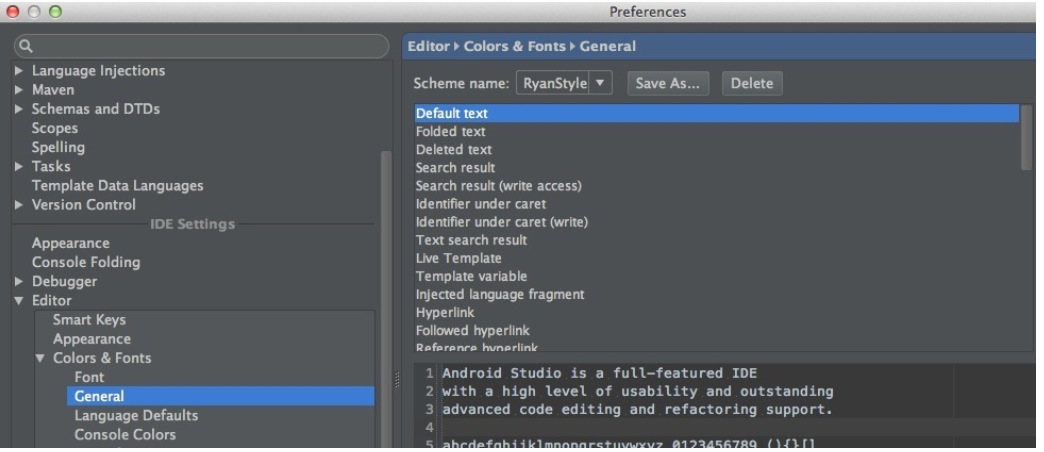 Preferences
Language Injections
Maven
Schemas and DTDs
Scopes
Spelling
Tasks
Template Data Languages
Version Control
IDE Settings
Appearance
Console Folding
Debugger
Editor
Smart Keys
Appearance
Colors & Fonts
Font
General
Language Defaults
Console Colors
Editor ▸ Colors & Fonts ▸ General
Scheme name: RyanStyle Save As... Delete
Default text
Folded text
Deleted text
Search result
Search result (write access)
Identifier under caret
Identifier under caret (write)
Text search result
Live Template
Template variable
Injected language fragment
Hyperlink
Followed hyperlink
Reference hyperlink
1 Android Studio is a full-featured IDE
2 with a high level of usability and outstanding
3 advanced code editing and refactoring support.
4
5 abcdefghijklmnopqrstuvwxyz 0123456789 (){}[]